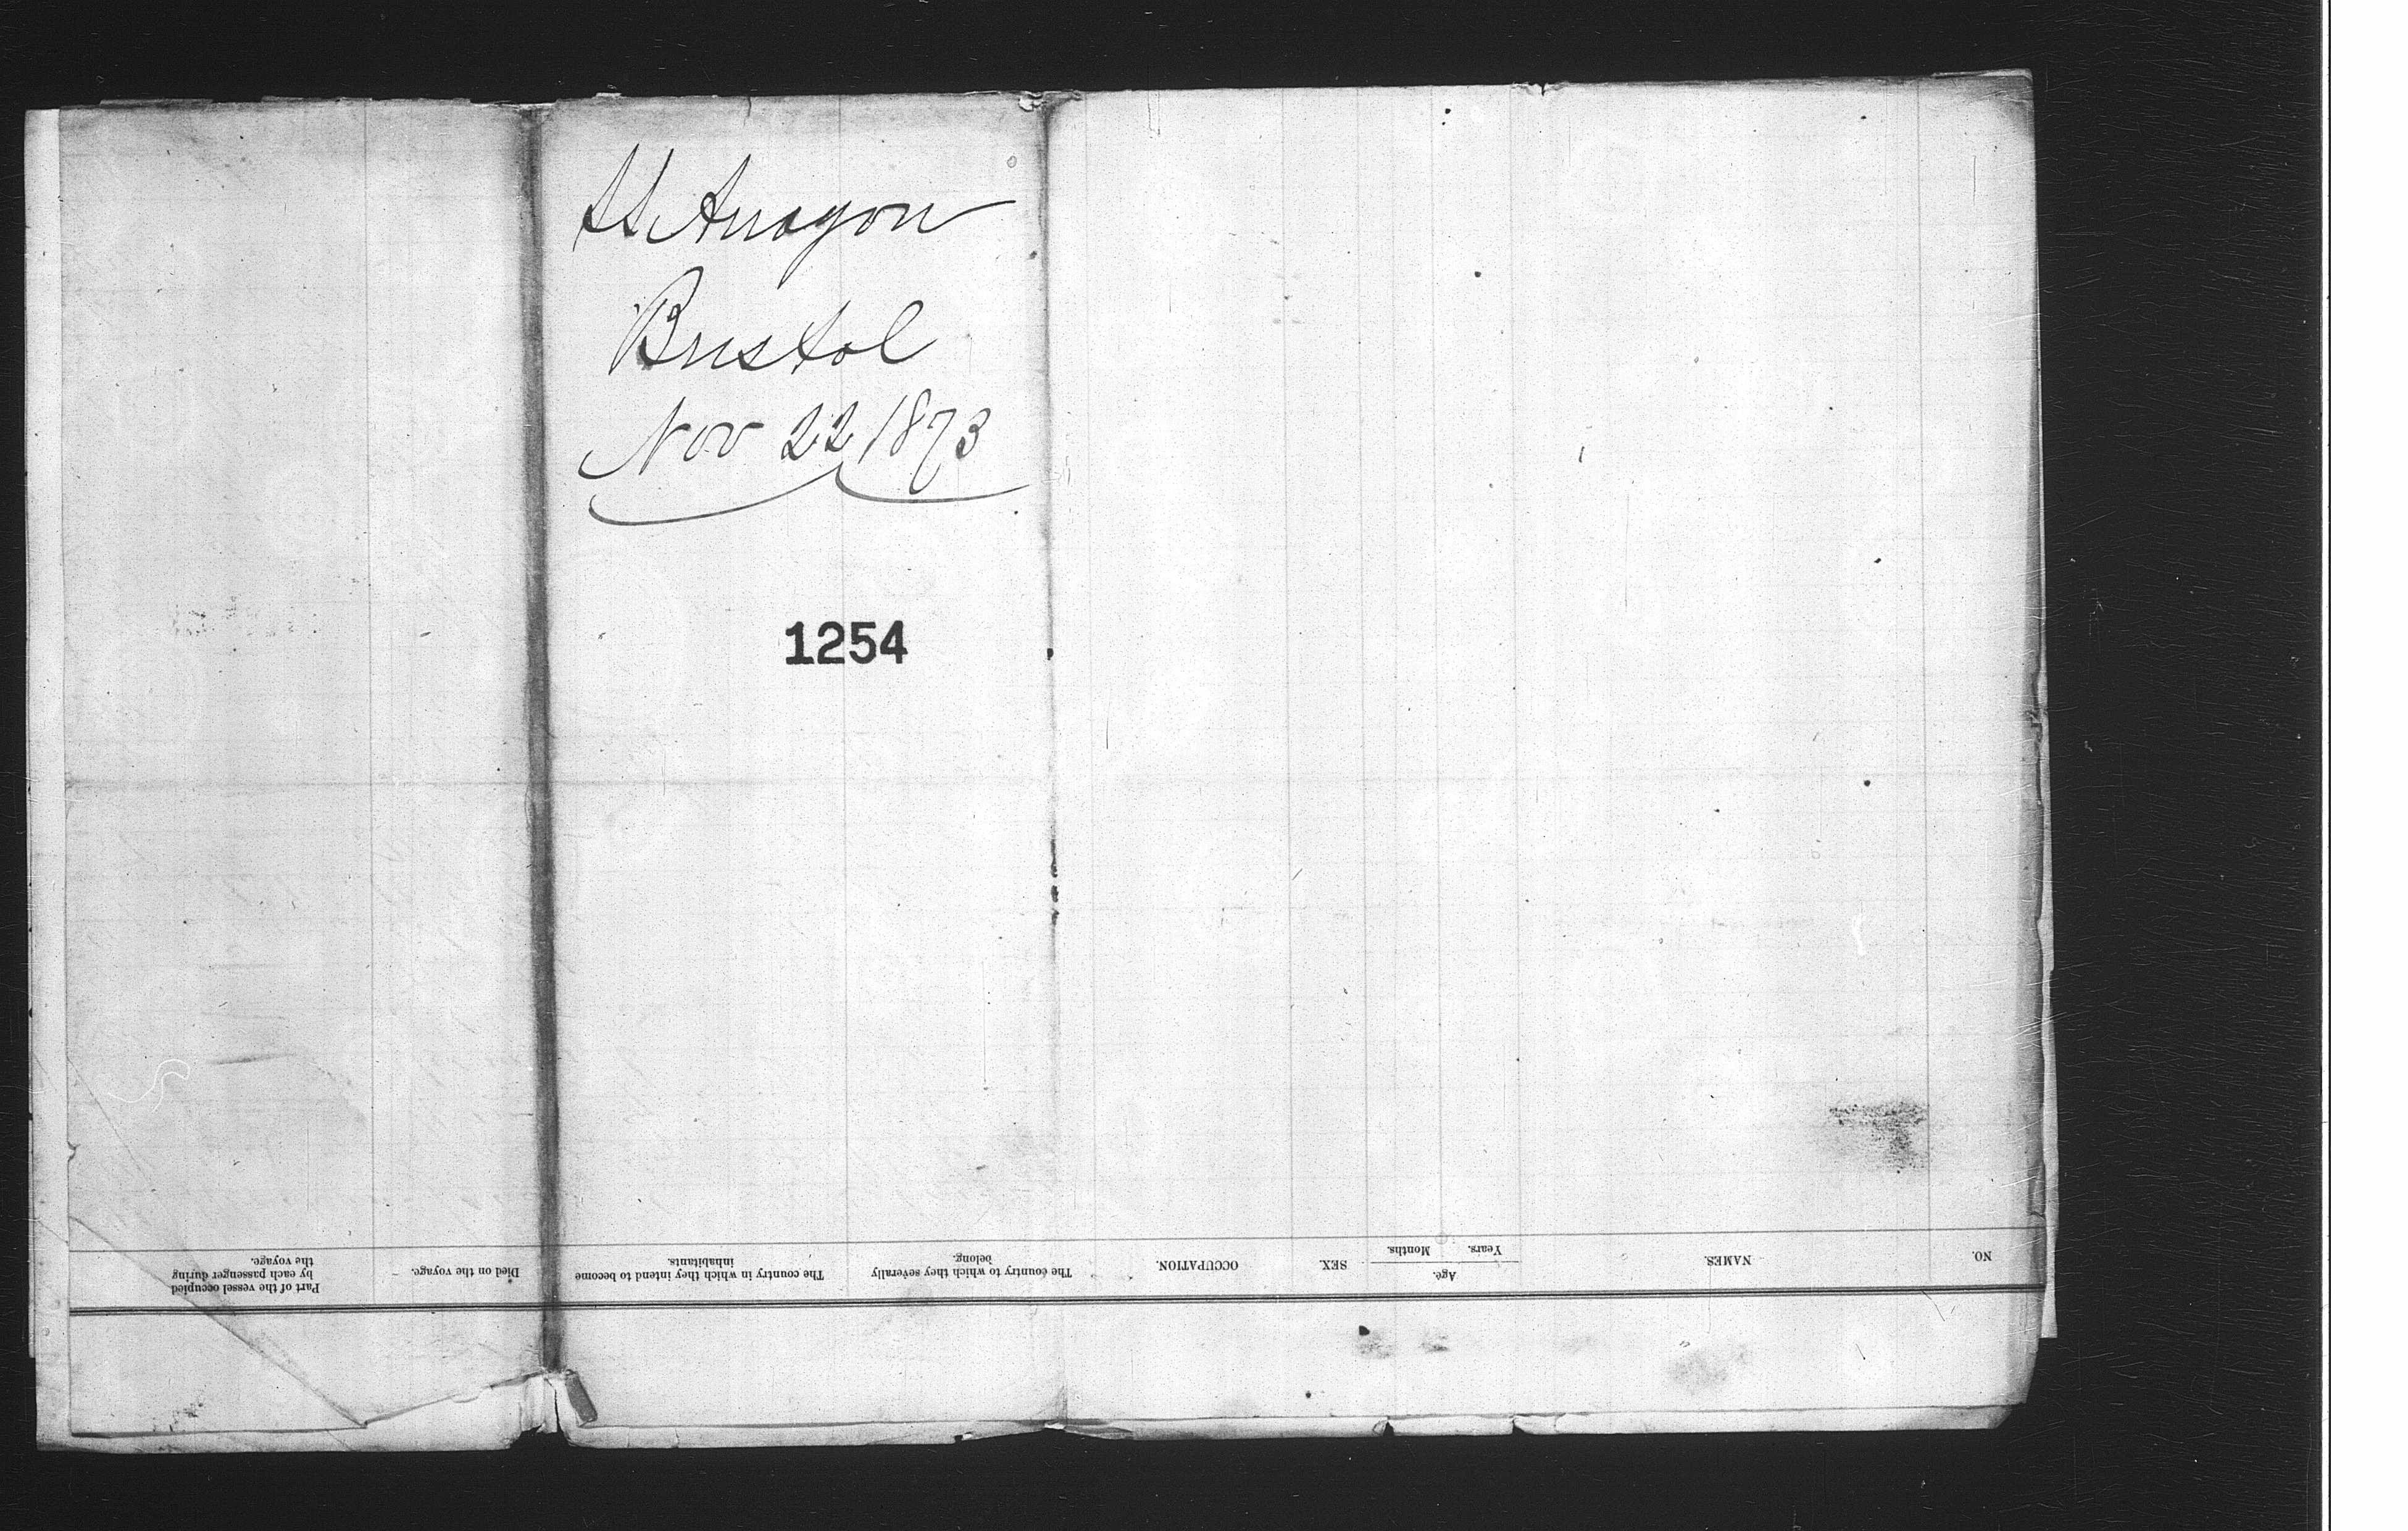 SS Arragon
Bristol
Nov 22 1873
1254
NO.
NAMES.
Age.
Years. Months.
SEX.
OCCUPATION.
The country to which they severally
belong.
The country in which they intend to become
inhabitants.
Died on the voyage.
Part of the vessel occupied
by each passenger during
the voyage.